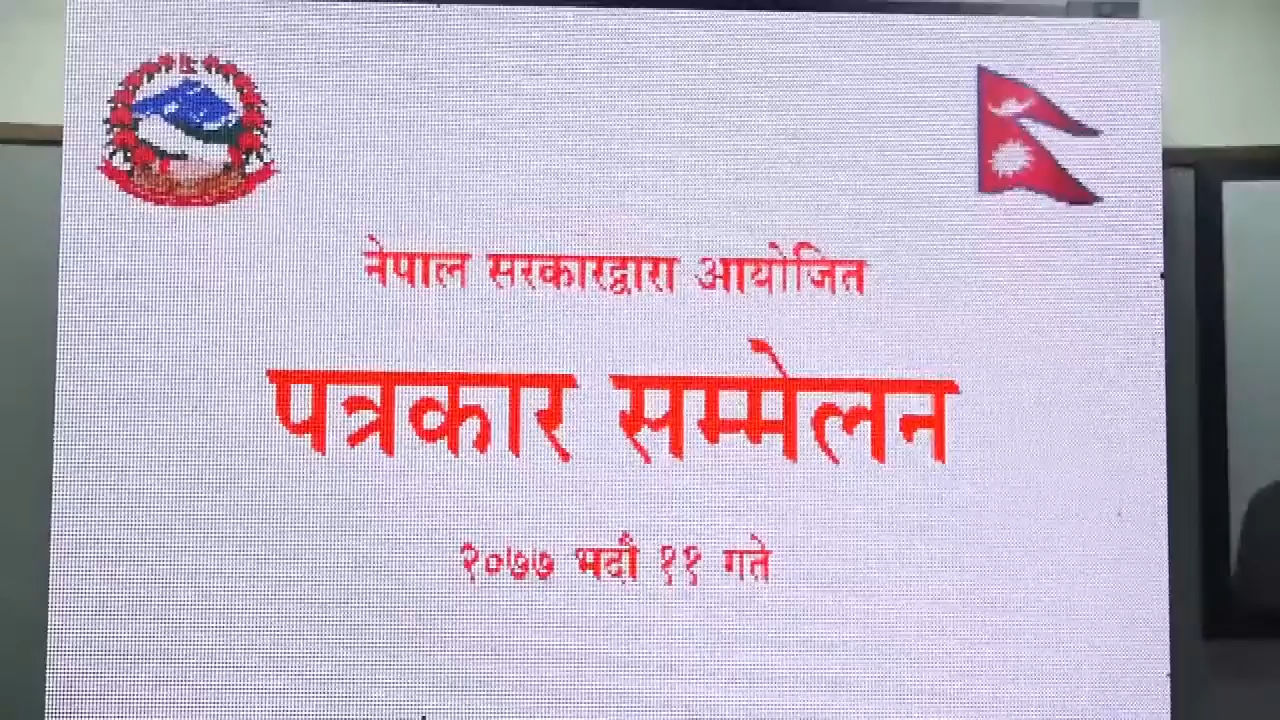 नेपाल सरकारद्वारा आयोजित
पत्रकार सम्मेलन
२०७७ भदौ ११ गते